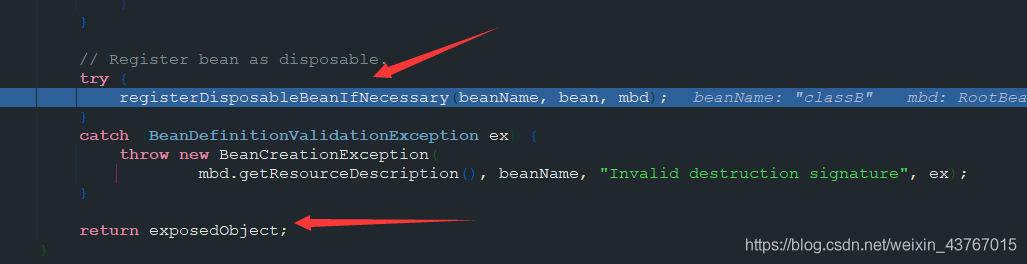 }
}
// Register bean as disposable.
try {
registerDisposableBeanIfNecessary(beanName, bean, mbd); beanName: "classB" mbd: RootBea
}
catch (BeanDefinitionValidationException ex) {
throw new BeanCreationException(
mbd.getResourceDescription(), beanName, "Invalid destruction signature", ex);
}
return exposedObject;
}
https://blog.csdn.net/weixin_43767015